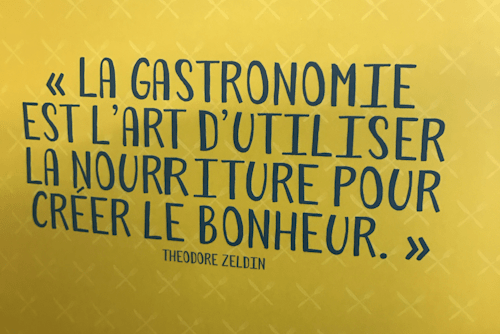 « LA GASTRONOMIE
EST L'ART D'UTILISER
LA NOURRITURE POUR
CRÉER LE BONHEUR. »
THEODORE ZELDIN